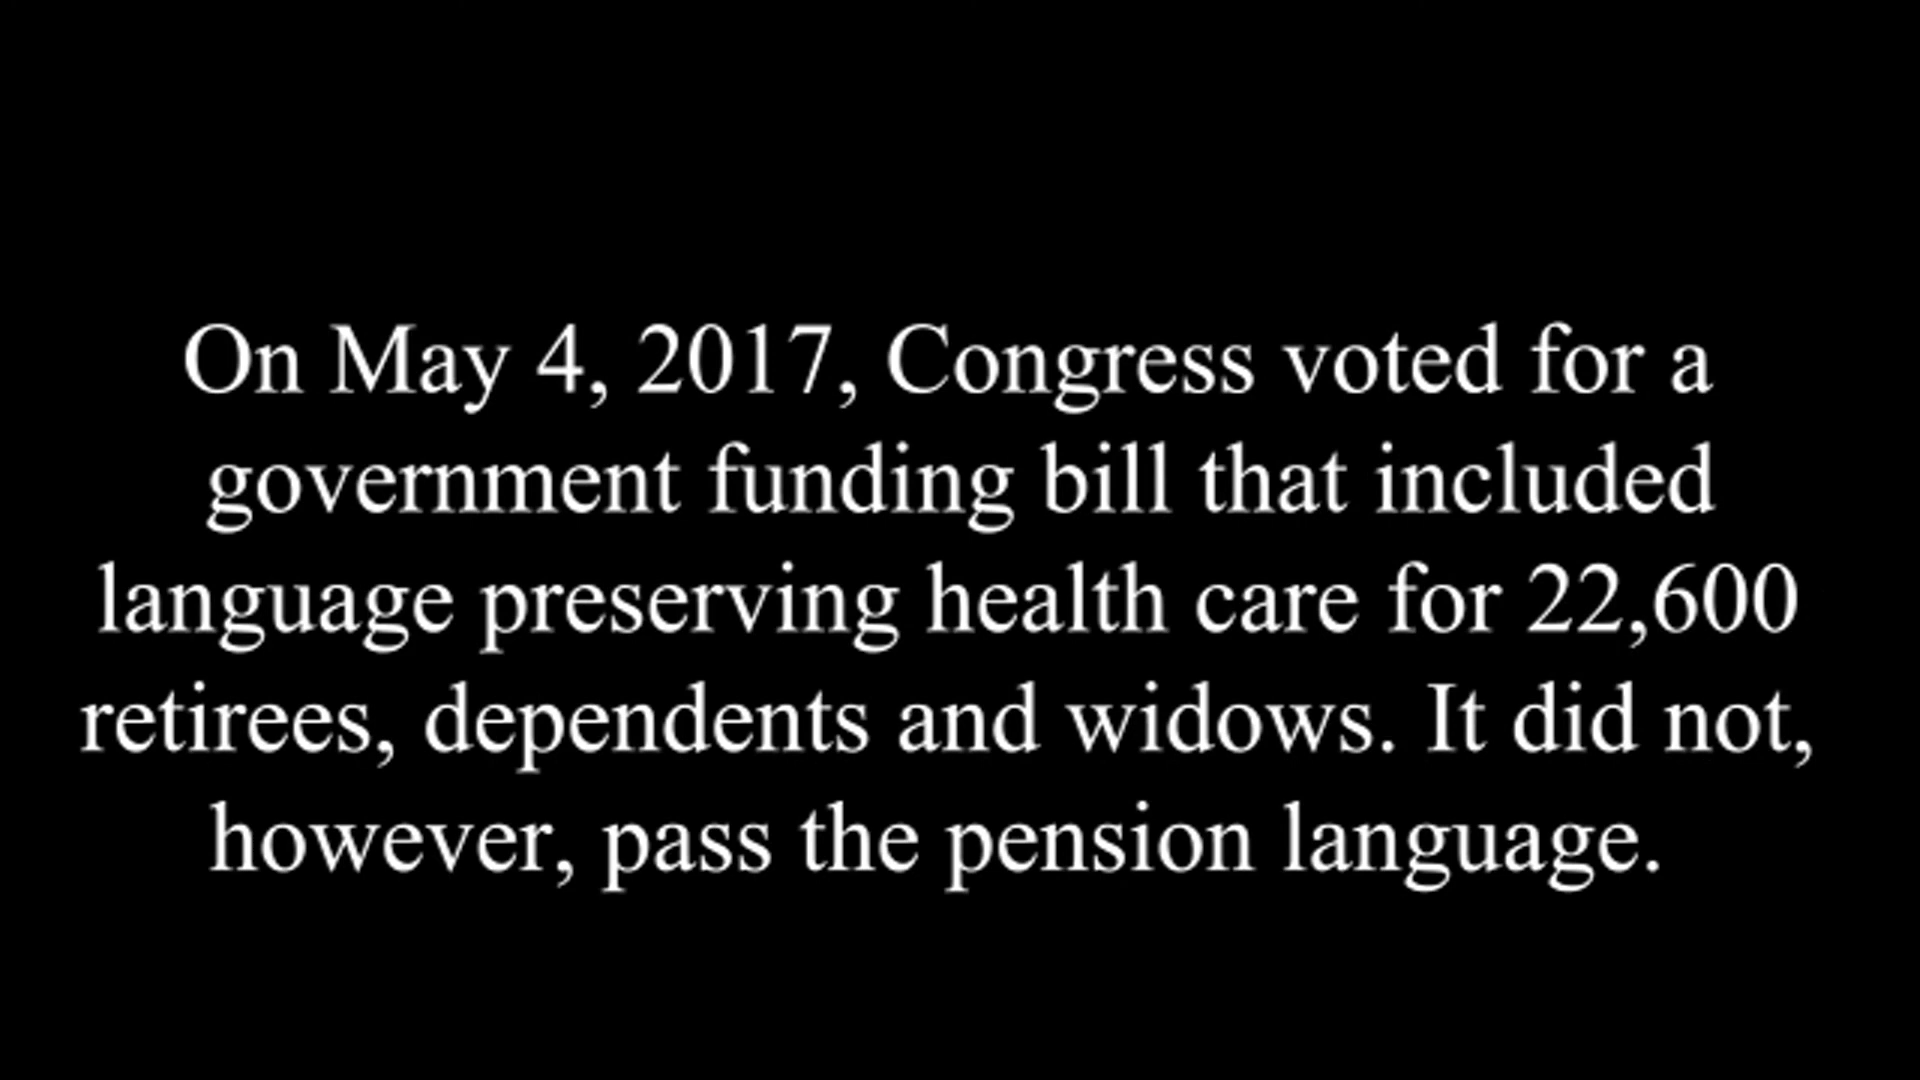 On May 4, 2017, Congress voted for a
government funding bill that included
language preserving health care for 22,600
retirees, dependents and widows. It did not,
however, pass the pension language.